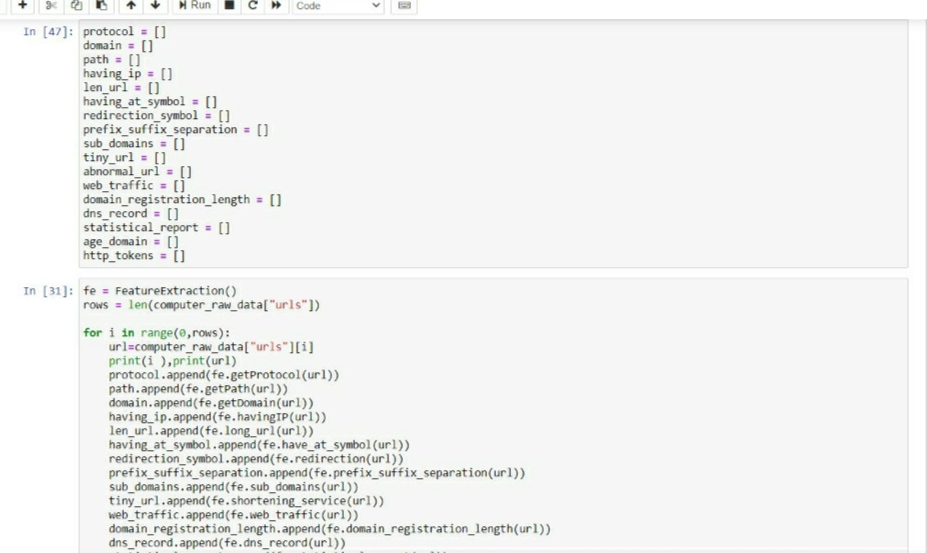 Run
Code
In [47]: protocol = []
domain = []
path = []
having_ip = []
len_url = []
having_at_symbol = []
redirection_symbol = []
prefix_suffix_separation = []
sub_domains = []
tiny_url = []
abnormal_url = []
web_traffic = []
domain_registration_length = []
dns_record = []
statistical_report = []
age_domain = []
http_tokens = []
In [31]: fe = FeatureExtraction()
rows = len(computer_raw_data["urls"])
for i in range(0,rows):
url=computer_raw_data["urls"][i]
print(i ),print(url)
protocol.append(fe.getProtocol(url))
path.append(fe.getPath(url))
domain.append(fe.getDomain(url))
having_ip.append(fe.havingIP(url))
len_url.append(fe.long_url(url))
having_at_symbol.append(fe.have_at_symbol(url))
redirection_symbol.append(fe.redirection(url))
prefix_suffix_separation.append(fe.prefix_suffix_separation(url))
sub_domains.append(fe.sub_domains(url))
tiny_url.append(fe.shortening_service(url))
web_traffic.append(fe.web_traffic(url))
domain_registration_length.append(fe.domain_registration_length(url))
dns_record.append(fe.dns_record(url))